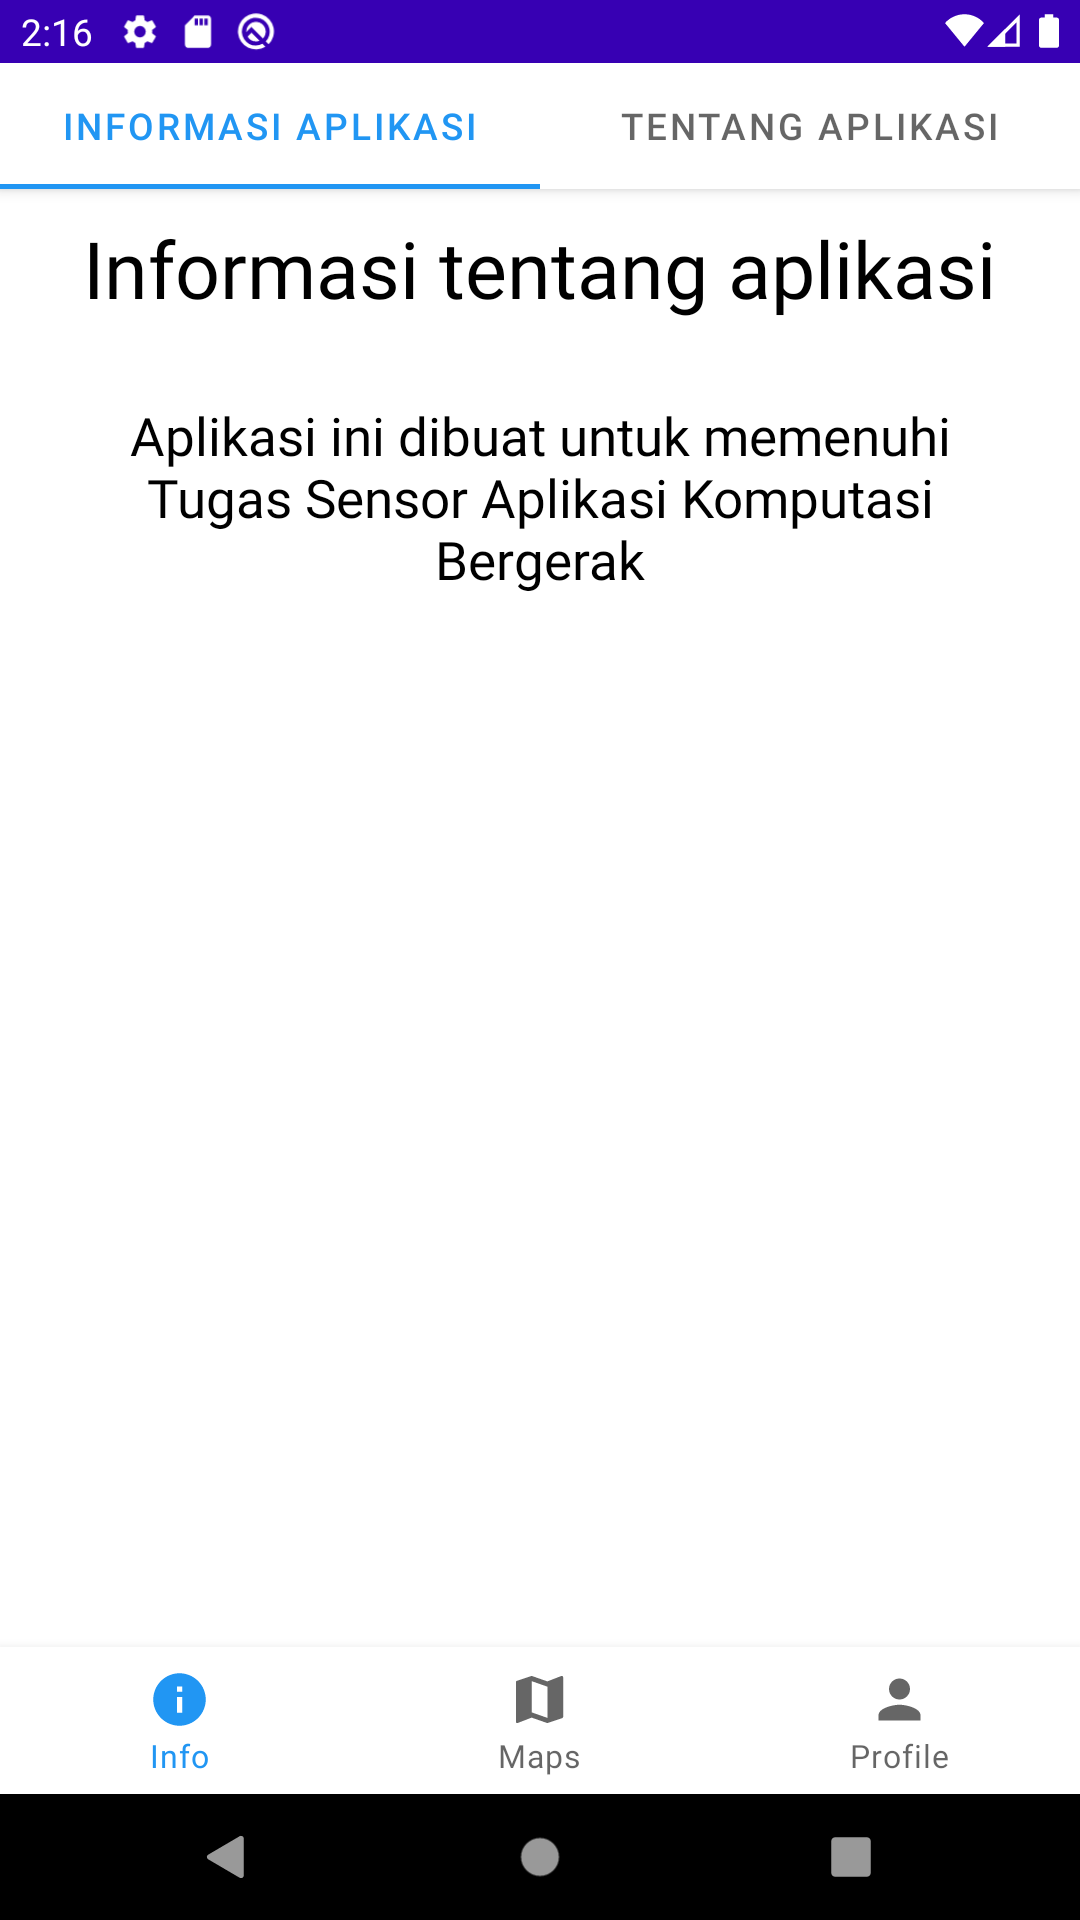 2:16
INFORMASI APLIKASI
TENTANG APLIKASI
Informasi tentang aplikasi
Aplikasi ini dibuat untuk memenuhi
Tugas Sensor Aplikasi Komputasi
Bergerak
Info
Maps
Profile